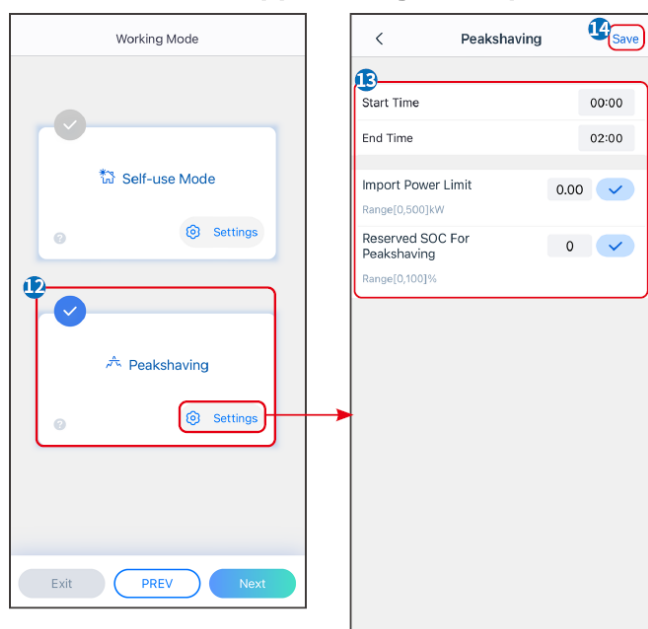 Working Mode
Self-use Mode
?
Settings
12
Peakshaving
?
Settings
Exit
PREV
Next
14
Peakshaving
Save
13
Start Time
00:00
End Time
02:00
Import Power Limit
0.00
Range[0,500]kW
Reserved SOC For
Peakshaving
0
Range[0,100]%